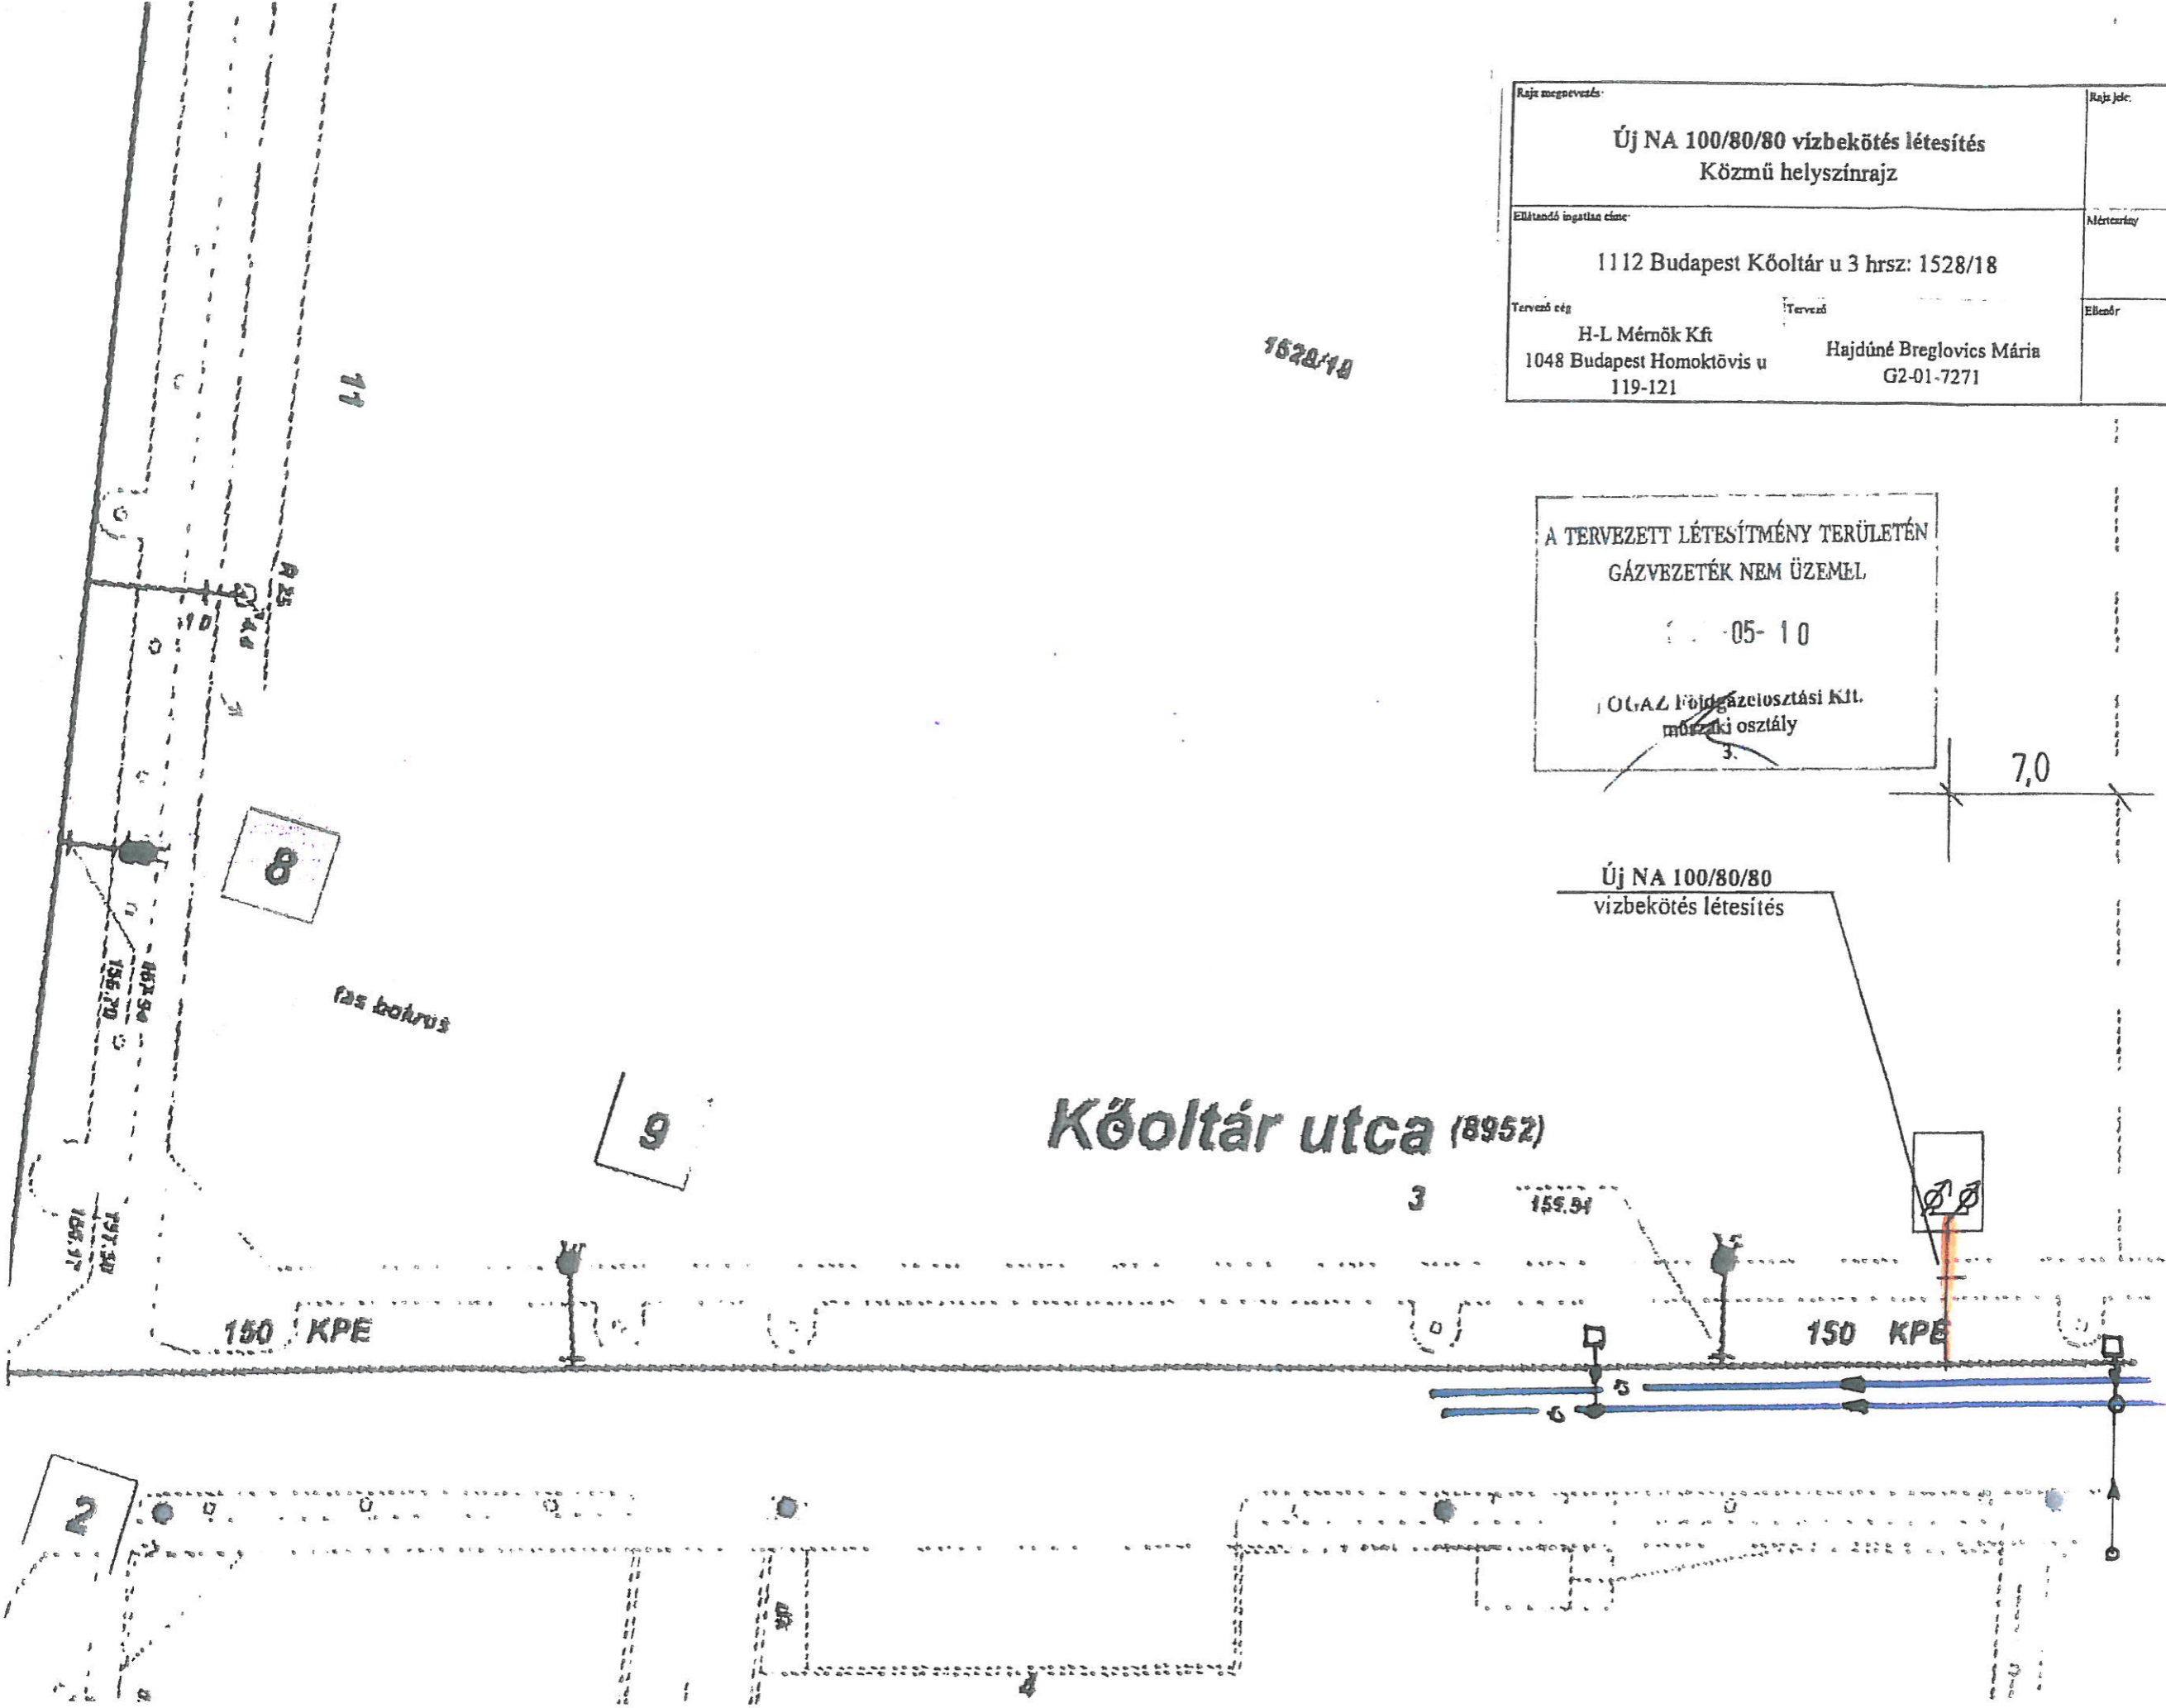 Rajz megnevezés:
Rajz jele:
Új NA 100/80/80 vízbekötés létesítés
Közmű helyszínrajz
Ellátandó ingatlan címe:
Méretarány
1112 Budapest Kőoltár u 3 hrsz: 1528/18
Tervező cég
Tervező
Ellenőr
H-L Mérnök Kft
1048 Budapest Homoktövis u
119-121
Hajdúné Breglovics Mária
G2-01-7271
1528/18
11
A TERVEZETT LÉTESÍTMÉNY TERÜLETÉN
GÁZVEZETÉK NEM ÜZEMEL
05- 10
OGÁZ Földgázelosztási Kft.
műszaki osztály
3.
7,0
Új NA 100/80/80
vízbekötés létesítés
8
fás bokros
9
Kőoltár utca (8952)
3
150 KPE
150 KPE
2
4